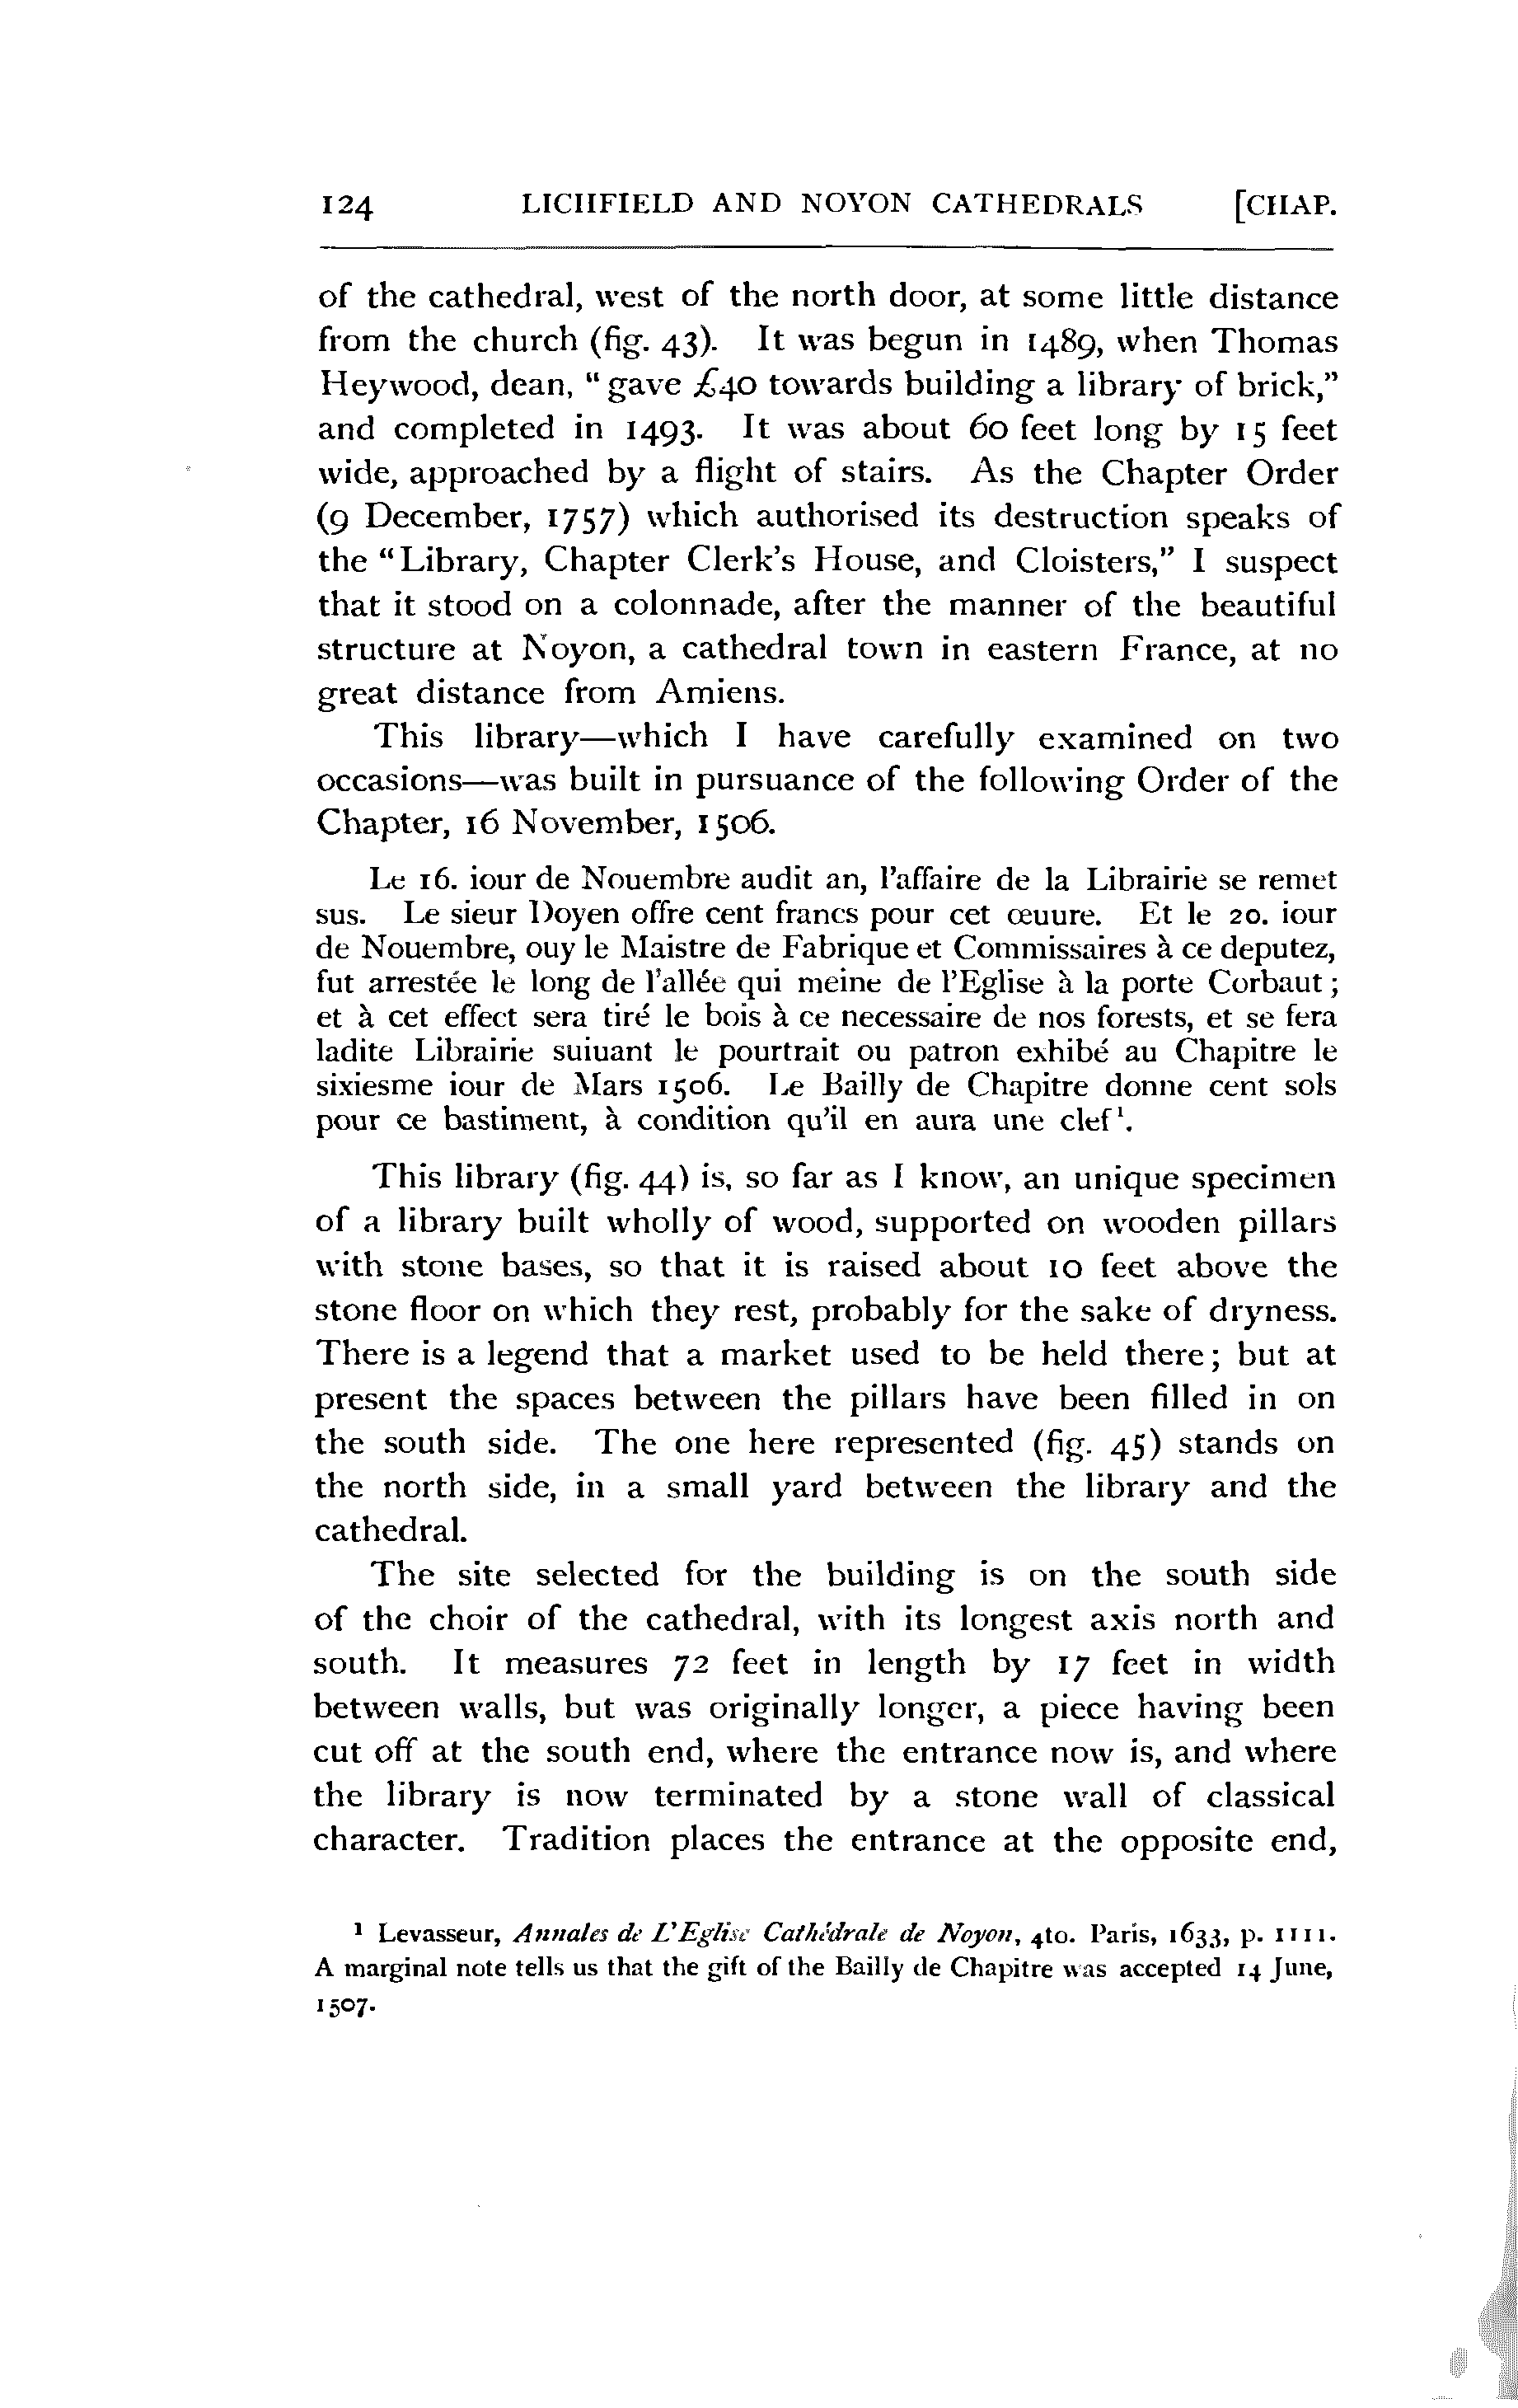 124 LICHFIELD AND NOYON CATHEDRALS [CHAP.
of the cathedral, west of the north door, at some little distance
from the church (fig. 43). It was begun in 1489, when Thomas
Heywood, dean, "gave £40 towards building a library of brick,"
and completed in 1493. It was about 60 feet long by 15 feet
wide, approached by a flight of stairs. As the Chapter Order
(9 December, 1757) which authorised its destruction speaks of
the "Library, Chapter Clerk's House, and Cloisters," I suspect
that it stood on a colonnade, after the manner of the beautiful
structure at Noyon, a cathedral town in eastern France, at no
great distance from Amiens.
This library—which I have carefully examined on two
occasions—was built in pursuance of the following Order of the
Chapter, 16 November, 1506.
Le 16. iour de Nouembre audit an, l'affaire de la Librairie se remet
sus. Le sieur Doyen offre cent francs pour cet œuure. Et le 20. iour
de Nouembre, ouy le Maistre de Fabrique et Commissaires à ce deputez,
fut arrestée le long de l'allée qui meine de l'Eglise à la porte Corbaut;
et à cet effect sera tiré le bois à ce necessaire de nos forests, et se fera
ladite Librairie suiuant le pourtrait ou patron exhibé au Chapitre le
sixiesme iour de Mars 1506. Le Bailly de Chapitre donne cent sols
pour ce bastiment, à condition qu'il en aura une clef¹.
This library (fig. 44) is, so far as I know, an unique specimen
of a library built wholly of wood, supported on wooden pillars
with stone bases, so that it is raised about 10 feet above the
stone floor on which they rest, probably for the sake of dryness.
There is a legend that a market used to be held there; but at
present the spaces between the pillars have been filled in on
the south side. The one here represented (fig. 45) stands on
the north side, in a small yard between the library and the
cathedral.
The site selected for the building is on the south side
of the choir of the cathedral, with its longest axis north and
south. It measures 72 feet in length by 17 feet in width
between walls, but was originally longer, a piece having been
cut off at the south end, where the entrance now is, and where
the library is now terminated by a stone wall of classical
character. Tradition places the entrance at the opposite end,
¹ Levasseur, Annales de L'Eglise Cathédrale de Noyon, 4to. Paris, 1633, p. 1111.
A marginal note tells us that the gift of the Bailly de Chapitre was accepted 14 June,
1507.